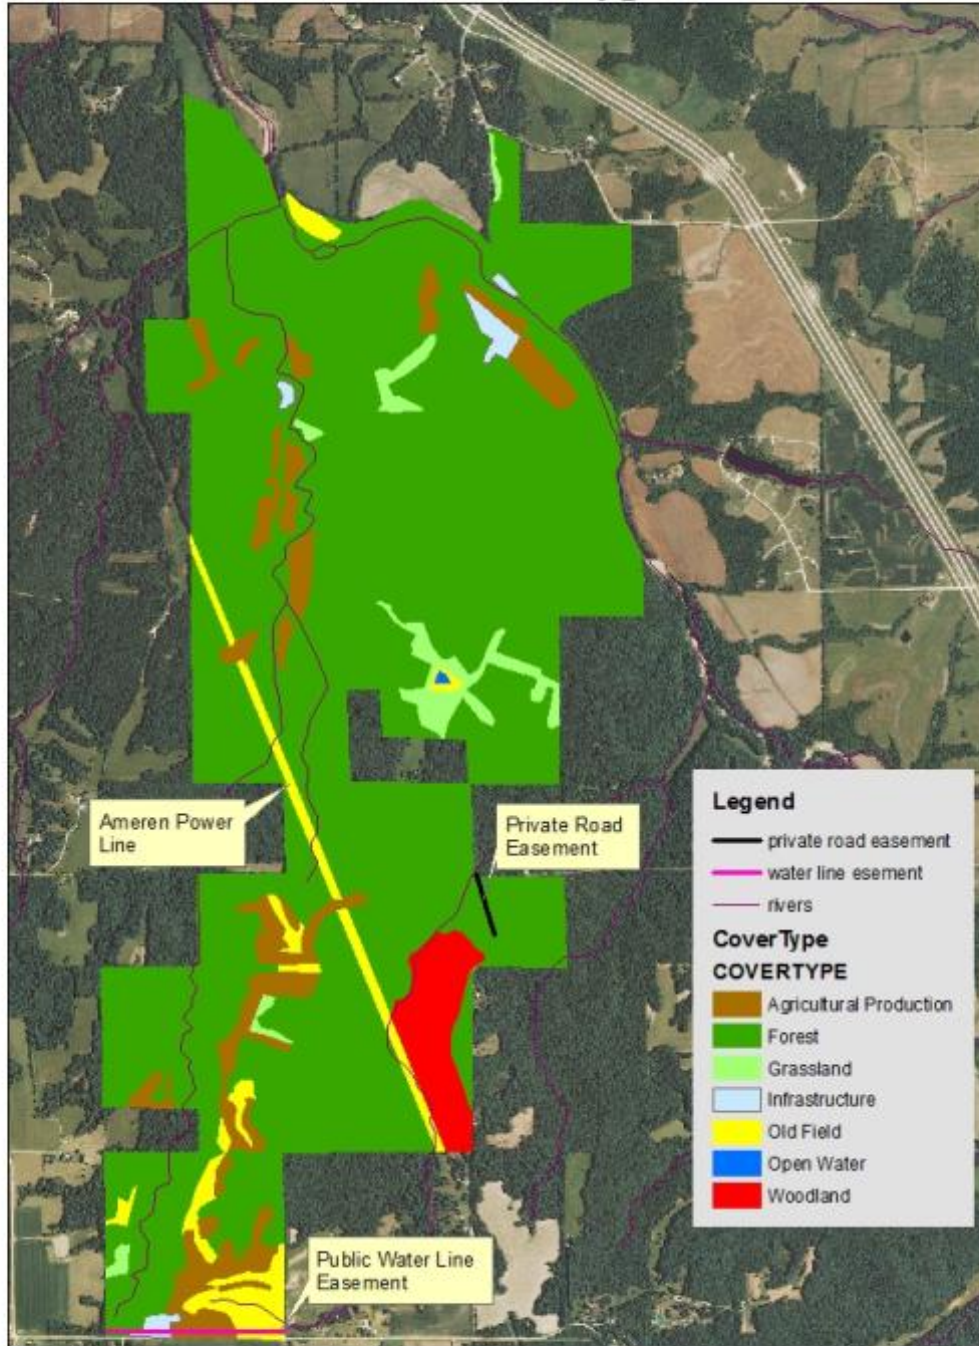 Ameren Power
Line
Private Road
Easement
Public Water Line
Easement
Legend
private road easement
water line esement
rivers
CoverType
COVERTYPE
Agricultural Production
Forest
Grassland
Infrastructure
Old Field
Open Water
Woodland